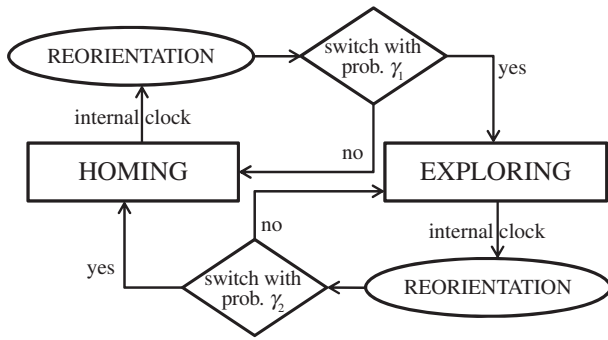 REORIENTATION
switch with
prob. γ₁
yes
internal clock
no
HOMING
EXPLORING
no
internal clock
yes
switch with
prob. γ₂
REORIENTATION